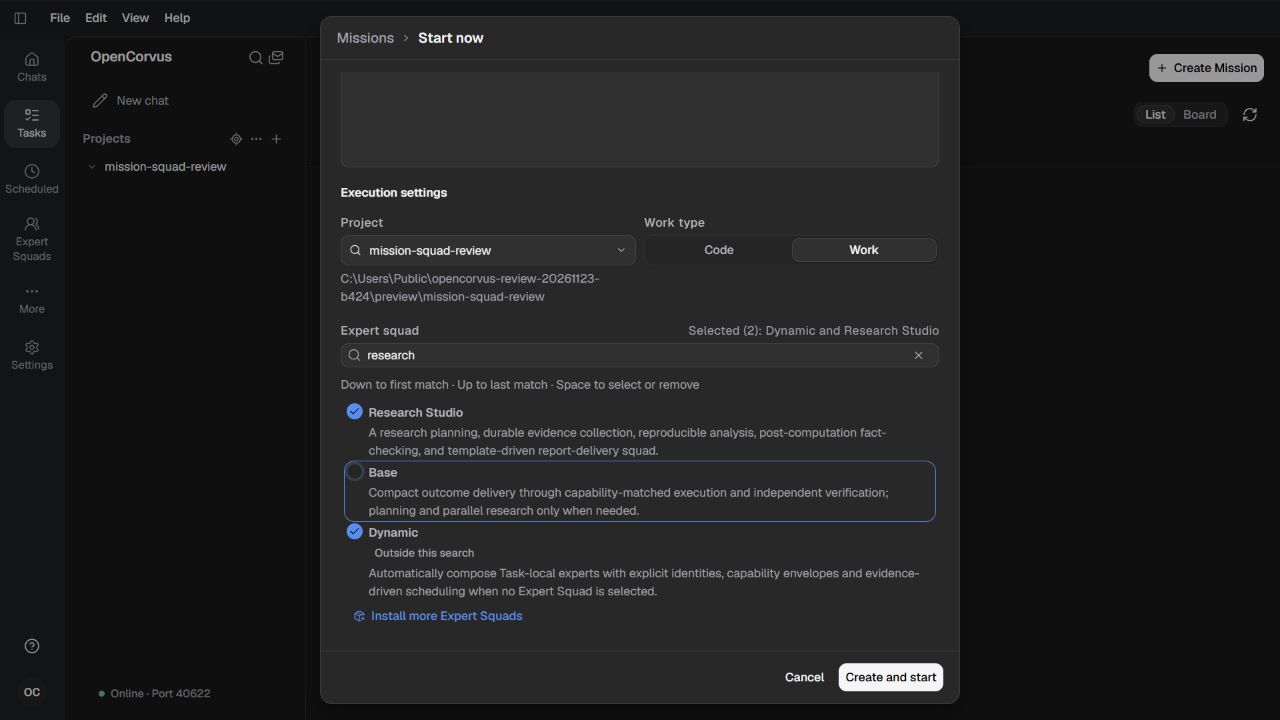 File Edit View Help
Chats
Tasks
Scheduled
Expert
Squads
More
Settings
OC
OpenCorvus
New chat
Projects
mission-squad-review
Online · Port 40622
Create Mission
List Board
Missions › Start now
Execution settings
Project
Work type
mission-squad-review
Code Work
C:\Users\Public\opencorvus-review-20261123-
b424\preview\mission-squad-review
Expert squad
Selected (2): Dynamic and Research Studio
research
Down to first match · Up to last match · Space to select or remove
Research Studio
A research planning, durable evidence collection, reproducible analysis, post-computation fact-
checking, and template-driven report-delivery squad.
Base
Compact outcome delivery through capability-matched execution and independent verification;
planning and parallel research only when needed.
Dynamic
Outside this search
Automatically compose Task-local experts with explicit identities, capability envelopes and evidence-
driven scheduling when no Expert Squad is selected.
Install more Expert Squads
Cancel
Create and start